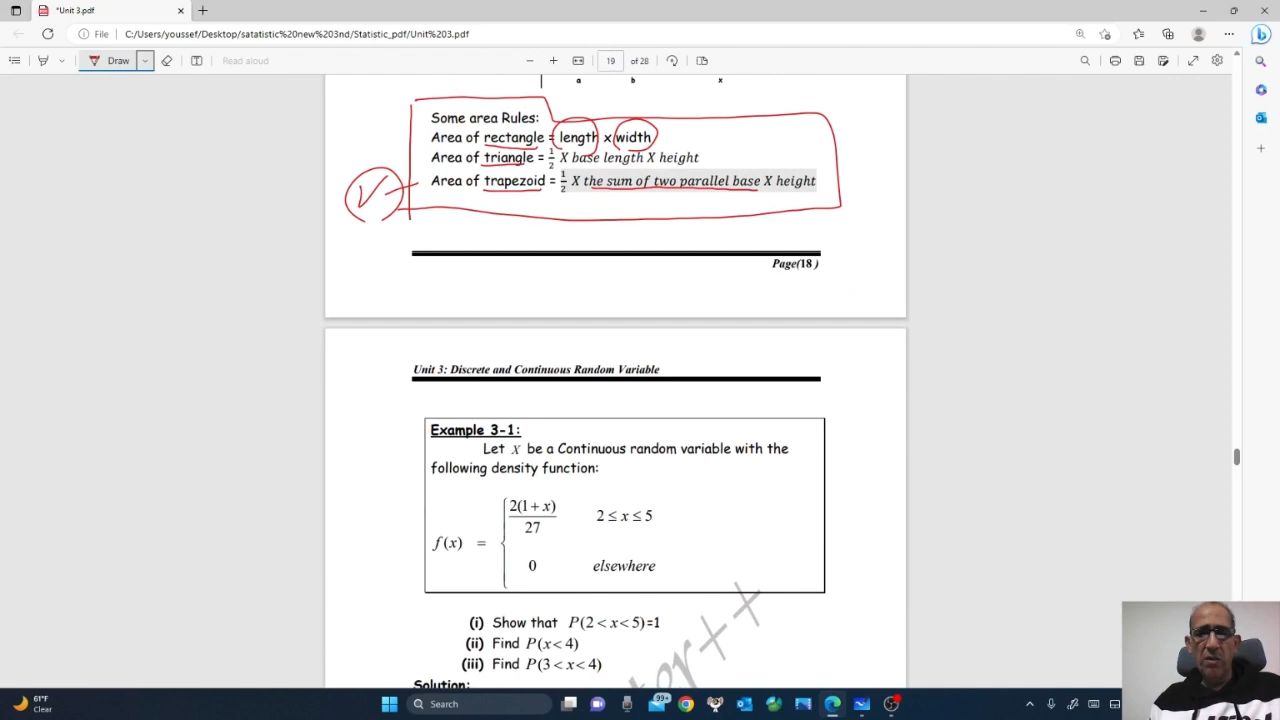 *Unit 3.pdf
File
C:/Users/youssef/Desktop/satatistic%20new%203nd/Statistic_pdf/Unit%203.pdf
Draw
Read aloud
19 of 28
a b x
Some area Rules:
Area of rectangle = length x width
Area of triangle = 1/2 X base length X height
Area of trapezoid = 1/2 X the sum of two parallel base X height
Page(18 )
Unit 3: Discrete and Continuous Random Variable
Example 3-1:
Let X be a Continuous random variable with the
following density function:
2(1 + x)
27
2 ≤ x ≤ 5
f(x) =
0 elsewhere
(i) Show that P(2 < x < 5)=1
(ii) Find P(x < 4)
(iii) Find P(3 < x < 4)
Solution:
61°F
Clear
Search
99+